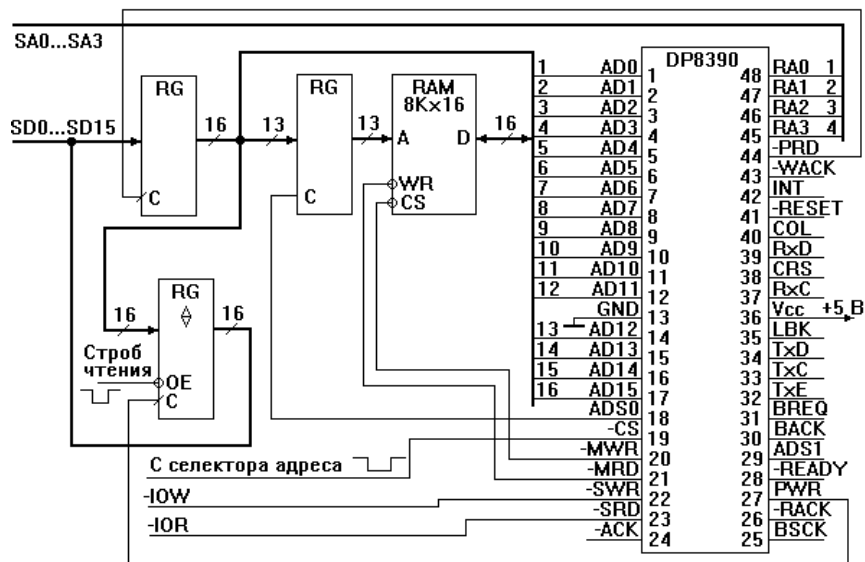 SA0...SA3
SD0...SD15
RG
C
16
13
RG
C
13
RAM
8K×16
A
D
WR
CS
16
16
RG
16
OE
C
Строб
чтения
С селектора адреса
-IOW
-IOR
DP8390
1 AD0 1
2 AD1 2
3 AD2 3
4 AD3 4
5 AD4 5
6 AD5 6
7 AD6 7
8 AD7 8
9 AD8 9
10 AD9 10
11 AD10 11
12 AD11 12
GND 13
13 AD12 14
14 AD13 15
15 AD14 16
16 AD15 17
ADS0 18
-CS 19
-MWR 20
-MRD 21
-SWR 22
-SRD 23
-ACK 24
48 RA0 1
47 RA1 2
46 RA2 3
45 RA3 4
44 -PRD
43 -WACK
42 INT
41 -RESET
40 COL
39 RxD
38 CRS
37 RxC
36 Vcc +5 В
35 LBK
34 TxD
33 TxC
32 TxE
31 BREQ
30 BACK
29 ADS1
28 -READY
27 PWR
26 -RACK
25 BSCK